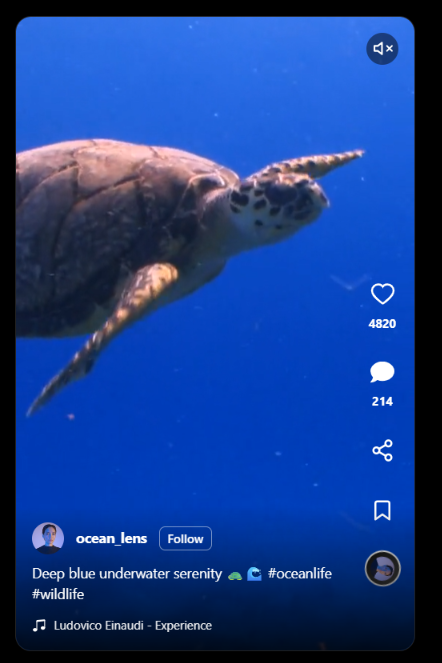 4820
214
ocean_lens Follow
Deep blue underwater serenity 🐢 🌊 #oceanlife
#wildlife
Ludovico Einaudi - Experience